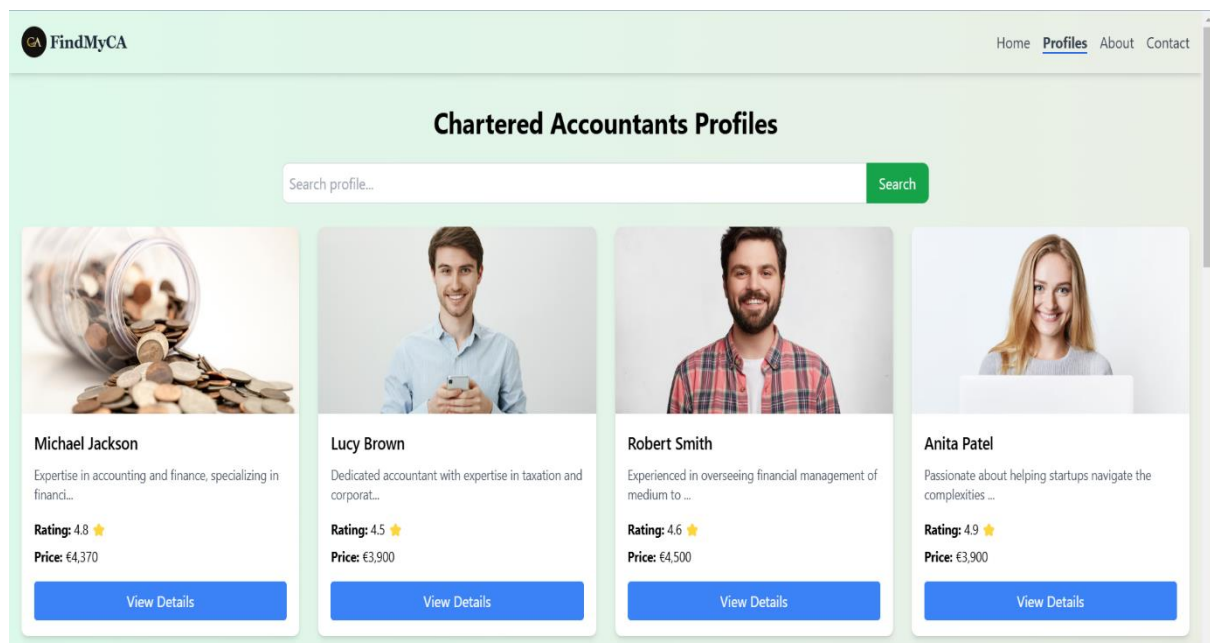 CA FindMyCA
Home Profiles About Contact
Chartered Accountants Profiles
Search profile...
Search
Michael Jackson
Expertise in accounting and finance, specializing in
financi...
Rating: 4.8
Price: €4,370
View Details
Lucy Brown
Dedicated accountant with expertise in taxation and
corporat...
Rating: 4.5
Price: €3,900
View Details
Robert Smith
Experienced in overseeing financial management of
medium to ...
Rating: 4.6
Price: €4,500
View Details
Anita Patel
Passionate about helping startups navigate the
complexities ...
Rating: 4.9
Price: €3,900
View Details